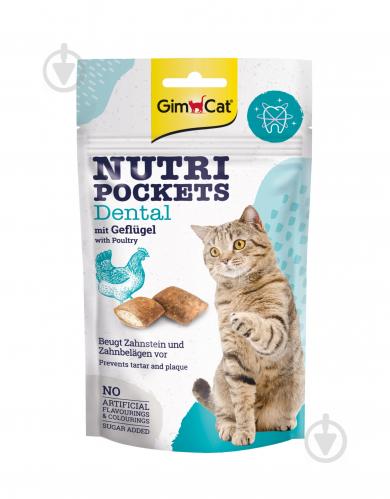 GimCat
NUTRI
POCKETS
Dental
mit Geflügel
with Poultry
Beugt Zahnstein und
Zahnbelägen vor
Prevents tartar and plaque
NO
ARTIFICIAL
FLAVOURINGS
& COLOURINGS
SUGAR ADDED